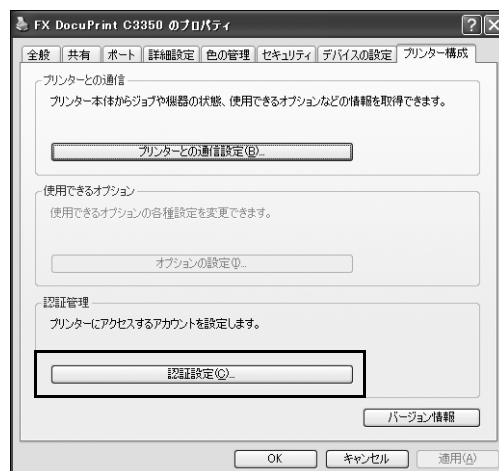 FX DocuPrint C3350 のプロパティ
全般 共有 ポート 詳細設定 色の管理 セキュリティ デバイスの設定 プリンター構成
プリンターとの通信
プリンター本体からジョブや機器の状態、使用できるオプションなどの情報を取得できます。
プリンターとの通信設定(B)...
使用できるオプション
使用できるオプションの各種設定を変更できます。
オプションの設定(I)...
認証管理
プリンターにアクセスするアカウントを設定します。
認証設定(C)...
バージョン情報
OK キャンセル 適用(A)